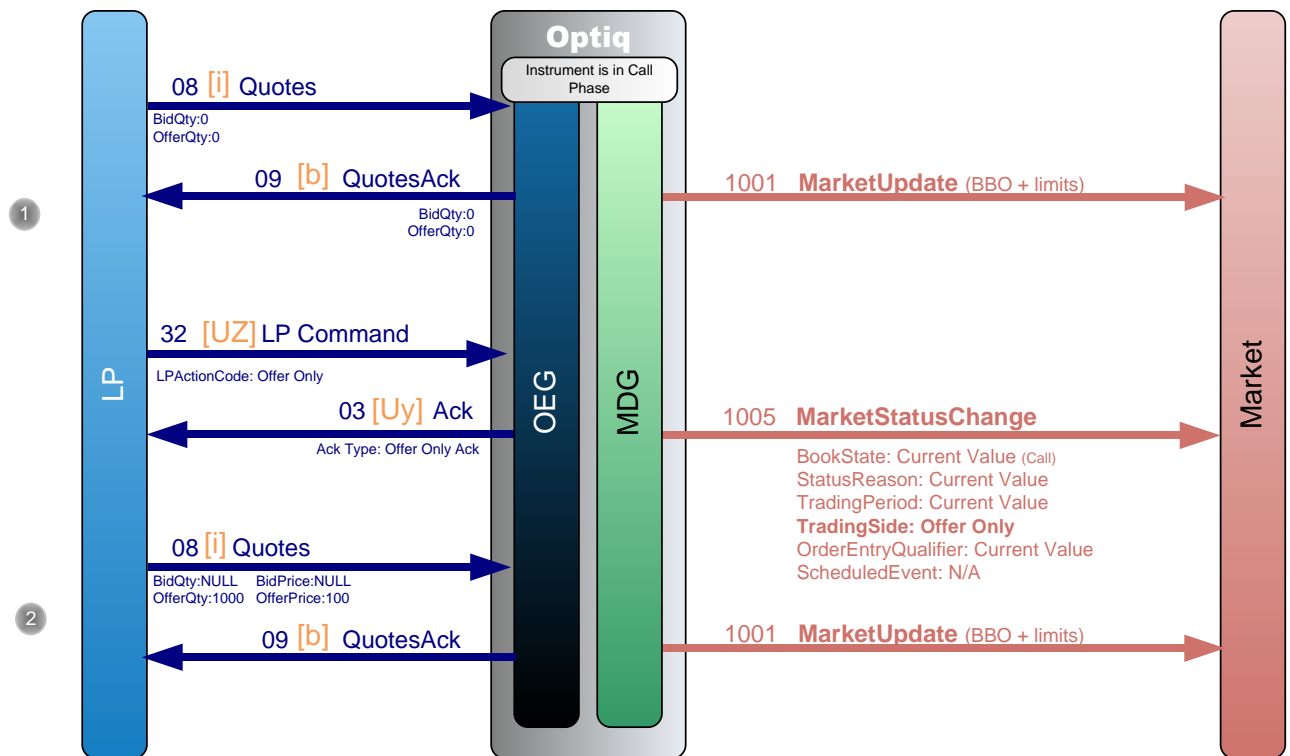 Optiq
Instrument is in Call
Phase
08 [i] Quotes
BidQty:0
OfferQty:0
09 [b] QuotesAck
BidQty:0
OfferQty:0
1001 MarketUpdate (BBO + limits)
1
32 [UZ] LP Command
LPActionCode: Offer Only
03 [Uy] Ack
Ack Type: Offer Only Ack
LP
OEG
MDG
Market
1005 MarketStatusChange
BookState: Current Value (Call)
StatusReason: Current Value
TradingPeriod: Current Value
TradingSide: Offer Only
OrderEntryQualifier: Current Value
ScheduledEvent: N/A
08 [i] Quotes
BidQty:NULL BidPrice:NULL
OfferQty:1000 OfferPrice:100
2
09 [b] QuotesAck
1001 MarketUpdate (BBO + limits)